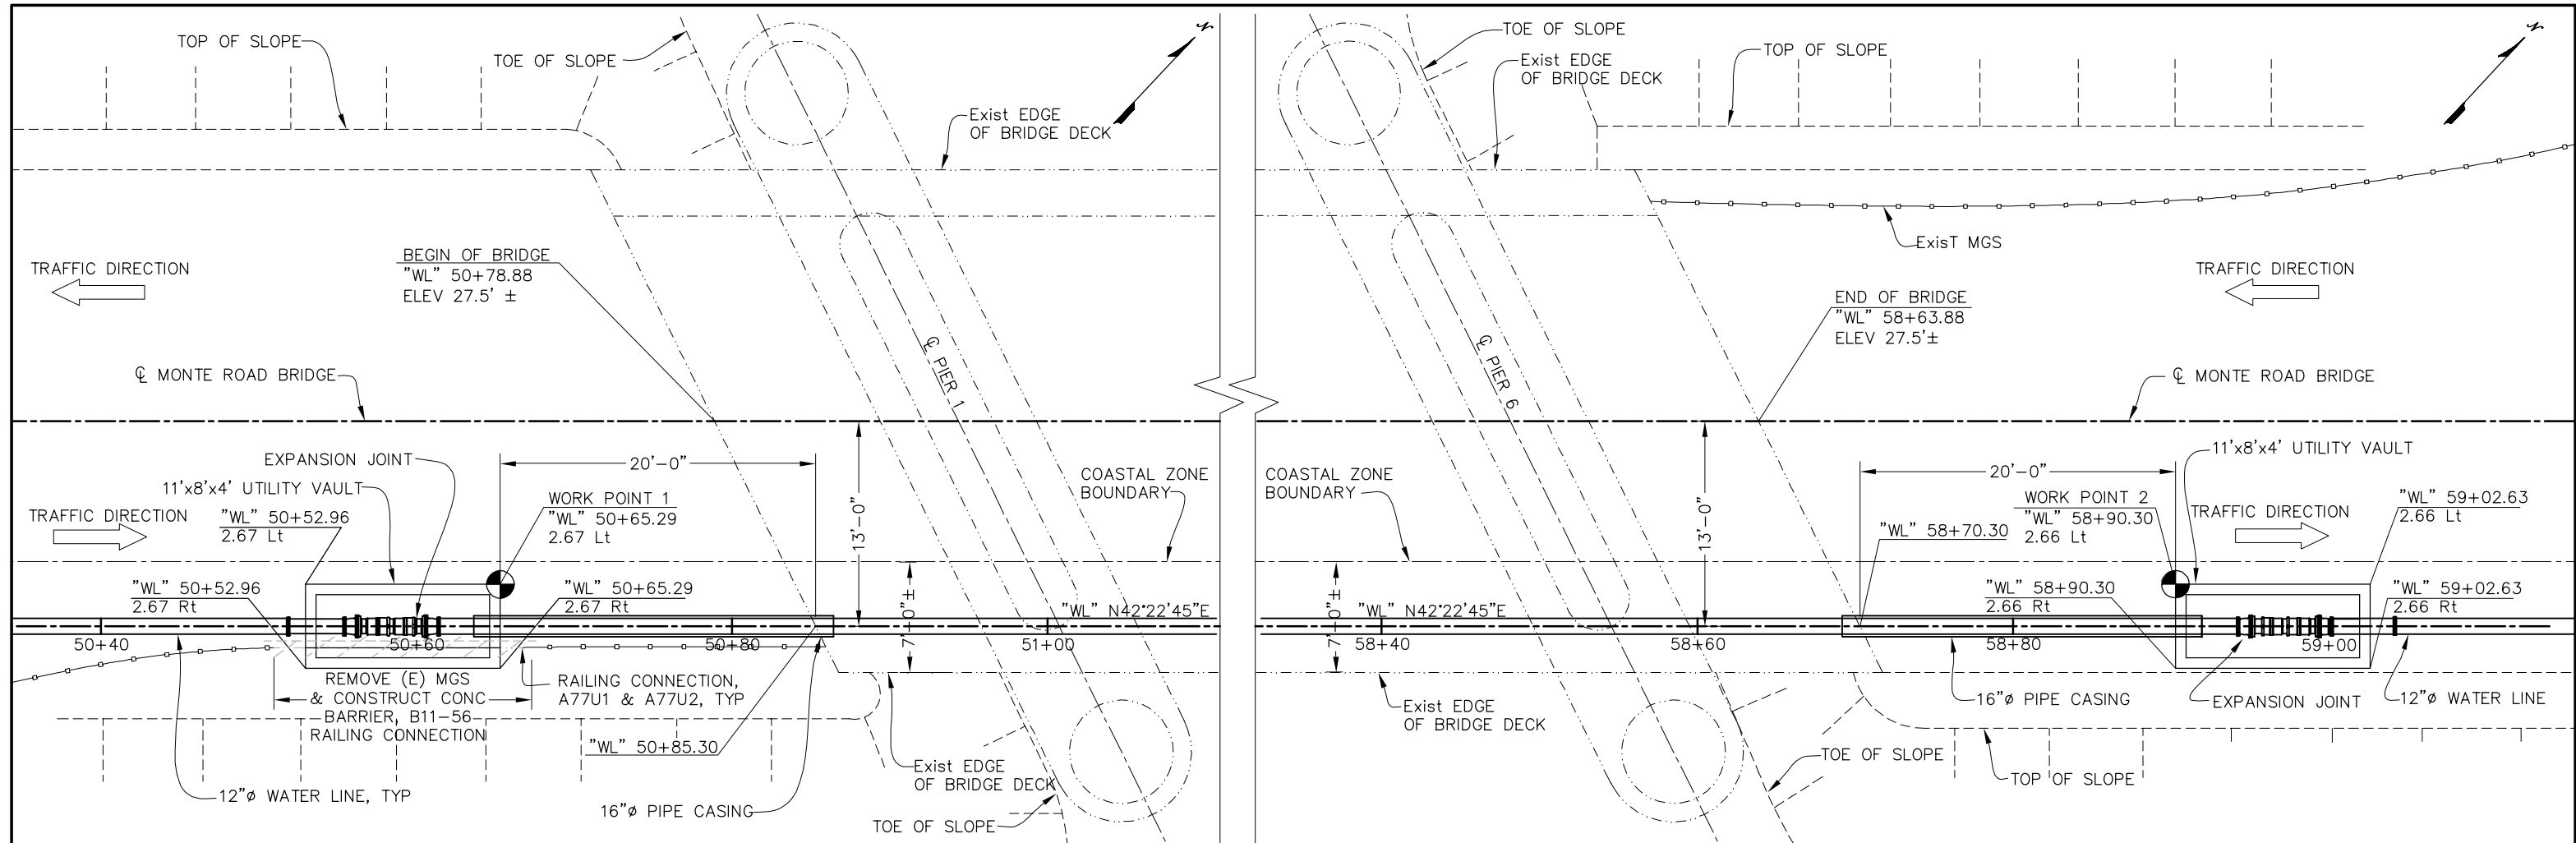 TOP OF SLOPE
TOE OF SLOPE
N
Exist EDGE
OF BRIDGE DECK
BEGIN OF BRIDGE
"WL" 50+78.88
ELEV 27.5' ±
TRAFFIC DIRECTION
℄ PIER 1
℄ MONTE ROAD BRIDGE
EXPANSION JOINT
11'x8'x4' UTILITY VAULT
20'-0"
13'-0"
COASTAL ZONE
BOUNDARY
TRAFFIC DIRECTION
"WL" 50+52.96
2.67 Lt
WORK POINT 1
"WL" 50+65.29
2.67 Lt
"WL" 50+52.96
2.67 Rt
"WL" 50+65.29
2.67 Rt
7'-0"±
"WL" N42°22'45"E
50+40
50+60
50+80
51+00
REMOVE (E) MGS
& CONSTRUCT CONC
BARRIER, B11-56
RAILING CONNECTION
RAILING CONNECTION,
A77U1 & A77U2, TYP
"WL" 50+85.30
Exist EDGE
OF BRIDGE DECK
12"ø WATER LINE, TYP
16"ø PIPE CASING
TOE OF SLOPE
TOE OF SLOPE
Exist EDGE
OF BRIDGE DECK
TOP OF SLOPE
N
ExisT MGS
TRAFFIC DIRECTION
END OF BRIDGE
"WL" 58+63.88
ELEV 27.5'±
℄ PIER 6
℄ MONTE ROAD BRIDGE
COASTAL ZONE
BOUNDARY
13'-0"
20'-0"
11'x8'x4' UTILITY VAULT
WORK POINT 2
"WL" 58+90.30
2.66 Lt
"WL" 59+02.63
2.66 Lt
TRAFFIC DIRECTION
"WL" 58+70.30
"WL" 58+90.30
2.66 Rt
"WL" 59+02.63
2.66 Rt
7'-0"±
"WL" N42°22'45"E
58+40
58+60
58+80
59+00
Exist EDGE
OF BRIDGE DECK
16"ø PIPE CASING
EXPANSION JOINT
12"ø WATER LINE
TOE OF SLOPE
TOP OF SLOPE